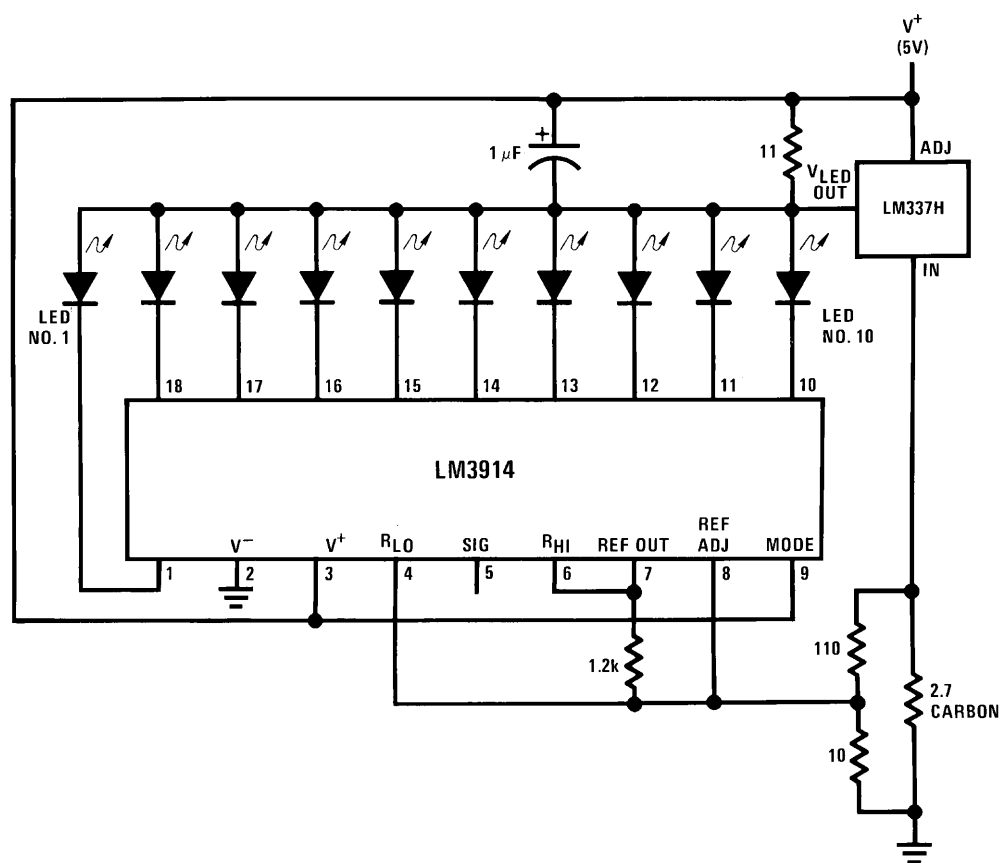 V+
(5V)
ADJ
1 μF
+
11
VLED
OUT
LM337H
IN
LED
NO. 1
LED
NO. 10
18
17
16
15
14
13
12
11
10
LM3914
V−
V+
RLO
SIG
RHI
REF OUT
REF
ADJ
MODE
1
2
3
4
5
6
7
8
9
1.2k
110
2.7
CARBON
10